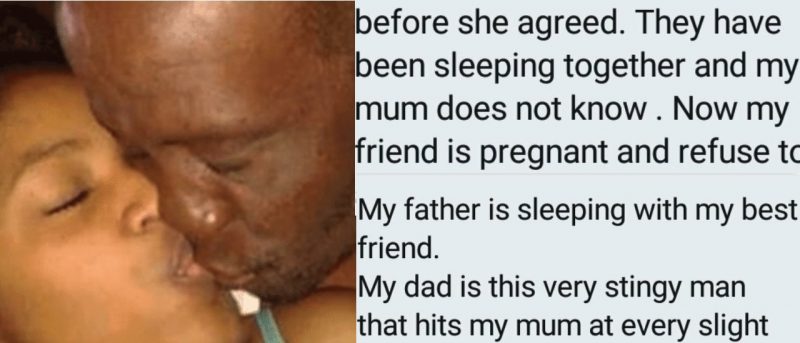 before she agreed. They have
been sleeping together and my
mum does not know . Now my
friend is pregnant and refuse to
My father is sleeping with my best
friend.
My dad is this very stingy man
that hits my mum at every slight